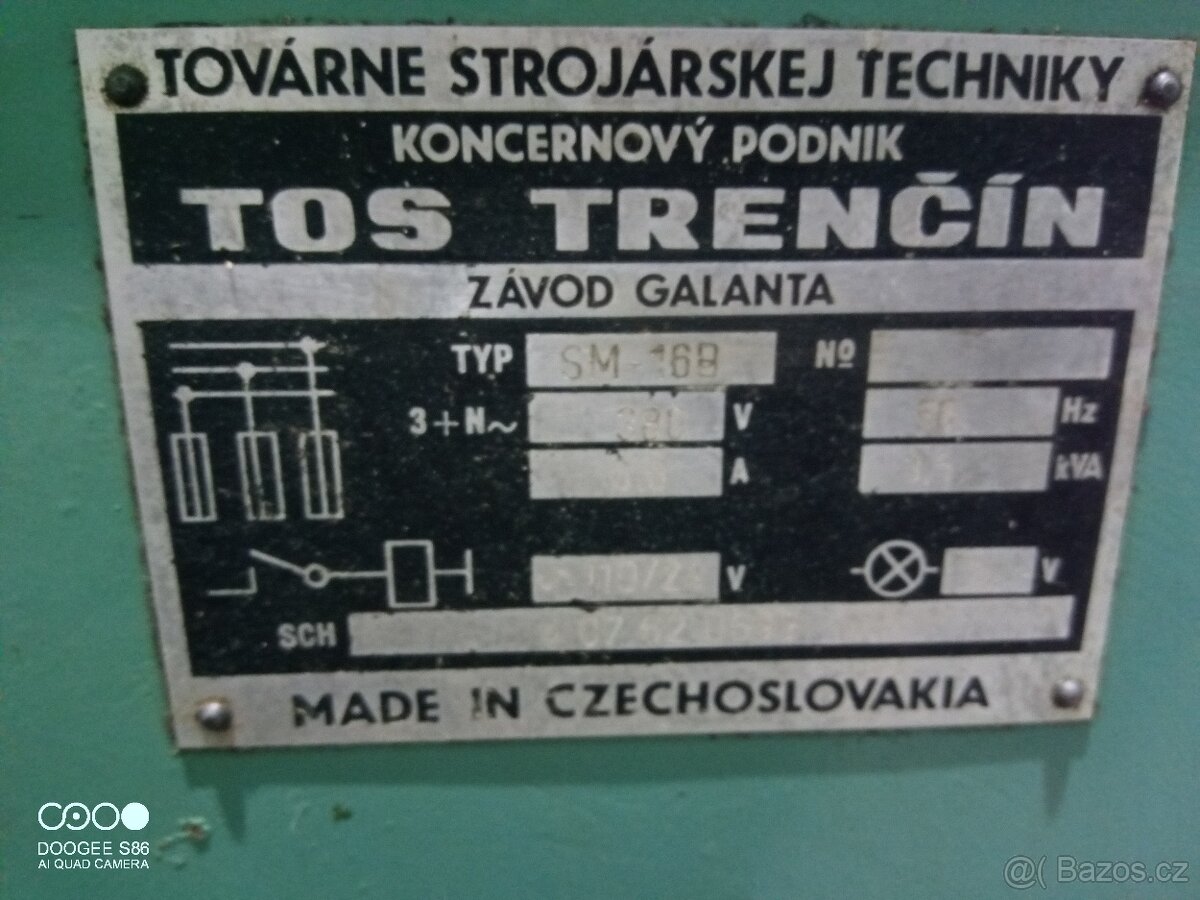 TOVÁRNE STROJÁRSKEJ TECHNIKY
KONCERNOVÝ PODNIK
TOS TRENČÍN
ZÁVOD GALANTA
TYP SM-16B Nº
3+N~ 380 V Hz
A kVA
V V
SCH
MADE IN CZECHOSLOVAKIA
DOOGEE S86
AI QUAD CAMERA
@( Bazos.cz